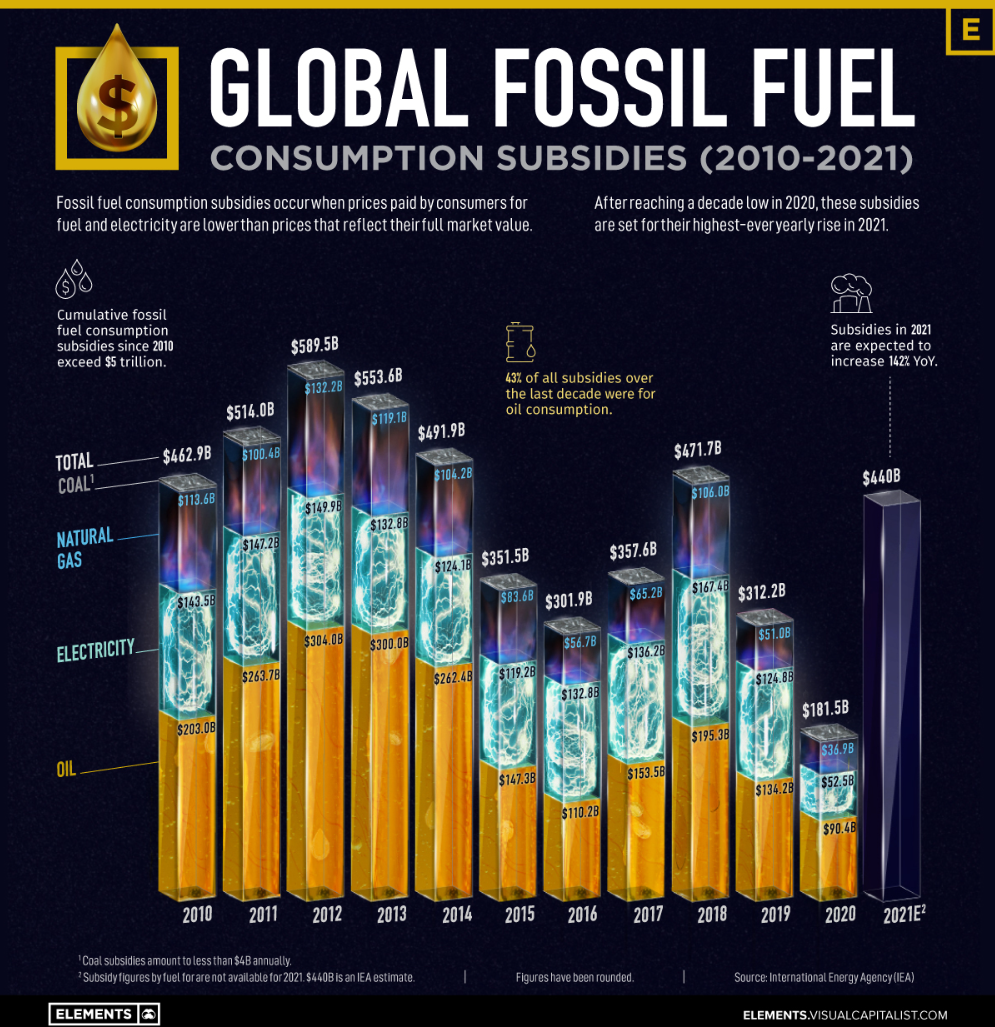 E
$
GLOBAL FOSSIL FUEL
CONSUMPTION SUBSIDIES (2010-2021)
Fossil fuel consumption subsidies occur when prices paid by consumers for
fuel and electricity are lower than prices that reflect their full market value.
After reaching a decade low in 2020, these subsidies
are set for their highest-ever yearly rise in 2021.
$
Cumulative fossil
fuel consumption
subsidies since 2010
exceed $5 trillion.
43% of all subsidies over
the last decade were for
oil consumption.
Subsidies in 2021
are expected to
increase 142% YoY.
TOTAL
COAL¹
NATURAL
GAS
ELECTRICITY
OIL
$462.9B
$113.6B
$143.5B
$203.0B
$514.0B
$100.4B
$147.2B
$263.7B
$589.5B
$132.2B
$149.9B
$304.0B
$553.6B
$119.1B
$132.8B
$300.0B
$491.9B
$104.2B
$124.1B
$262.4B
$351.5B
$83.6B
$119.2B
$147.3B
$301.9B
$56.7B
$132.8B
$110.2B
$357.6B
$65.2B
$136.2B
$153.5B
$471.7B
$106.0B
$167.4B
$195.3B
$312.2B
$51.0B
$124.8B
$134.2B
$181.5B
$36.9B
$52.5B
$90.4B
$440B
2010 2011 2012 2013 2014 2015 2016 2017 2018 2019 2020 2021E²
¹ Coal subsidies amount to less than $4B annually.
² Subsidy figures by fuel for are not available for 2021. $440B is an IEA estimate. | Figures have been rounded. | Source: International Energy Agency (IEA)
ELEMENTS
ELEMENTS.VISUALCAPITALIST.COM